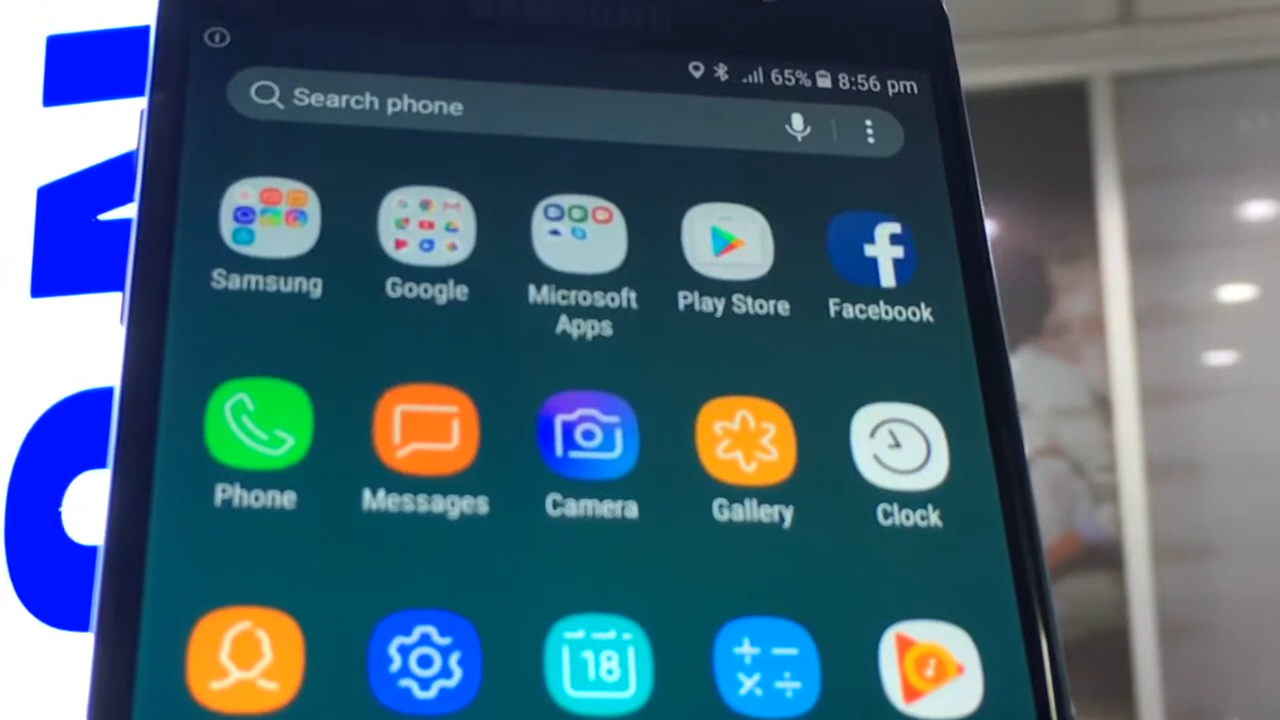 SAMSUNG
65% 8:56 pm
Search phone
Samsung
Google
Microsoft
Apps
Play Store
Facebook
Phone
Messages
Camera
Gallery
Clock
18